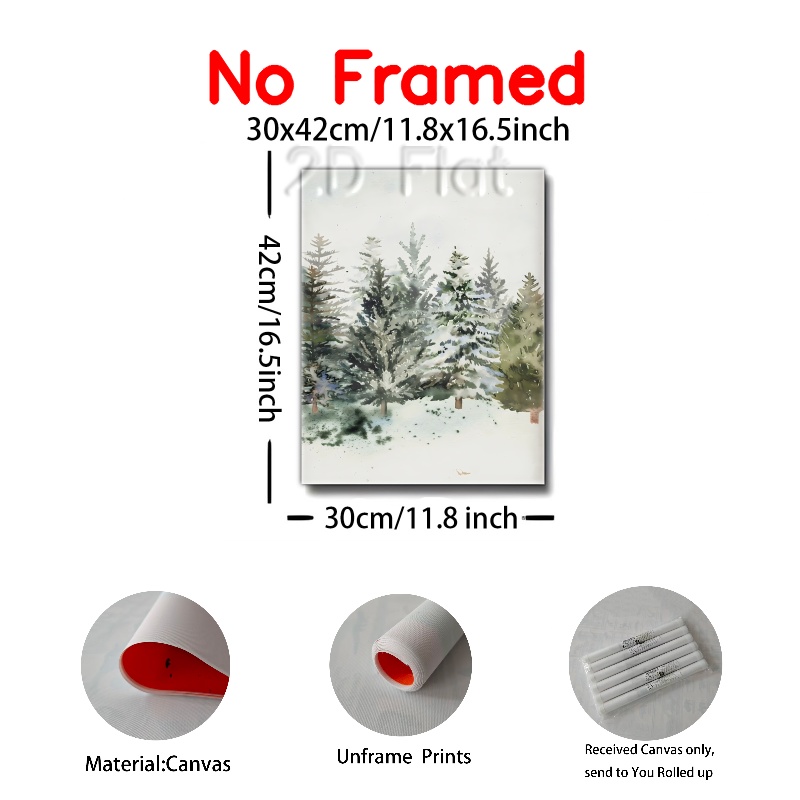 No Framed
30x42cm/11.8x16.5inch
2D Flat
42cm/16.5inch
30cm/11.8 inch
Material:Canvas
Unframe Prints
Received Canvas only,
send to You Rolled up